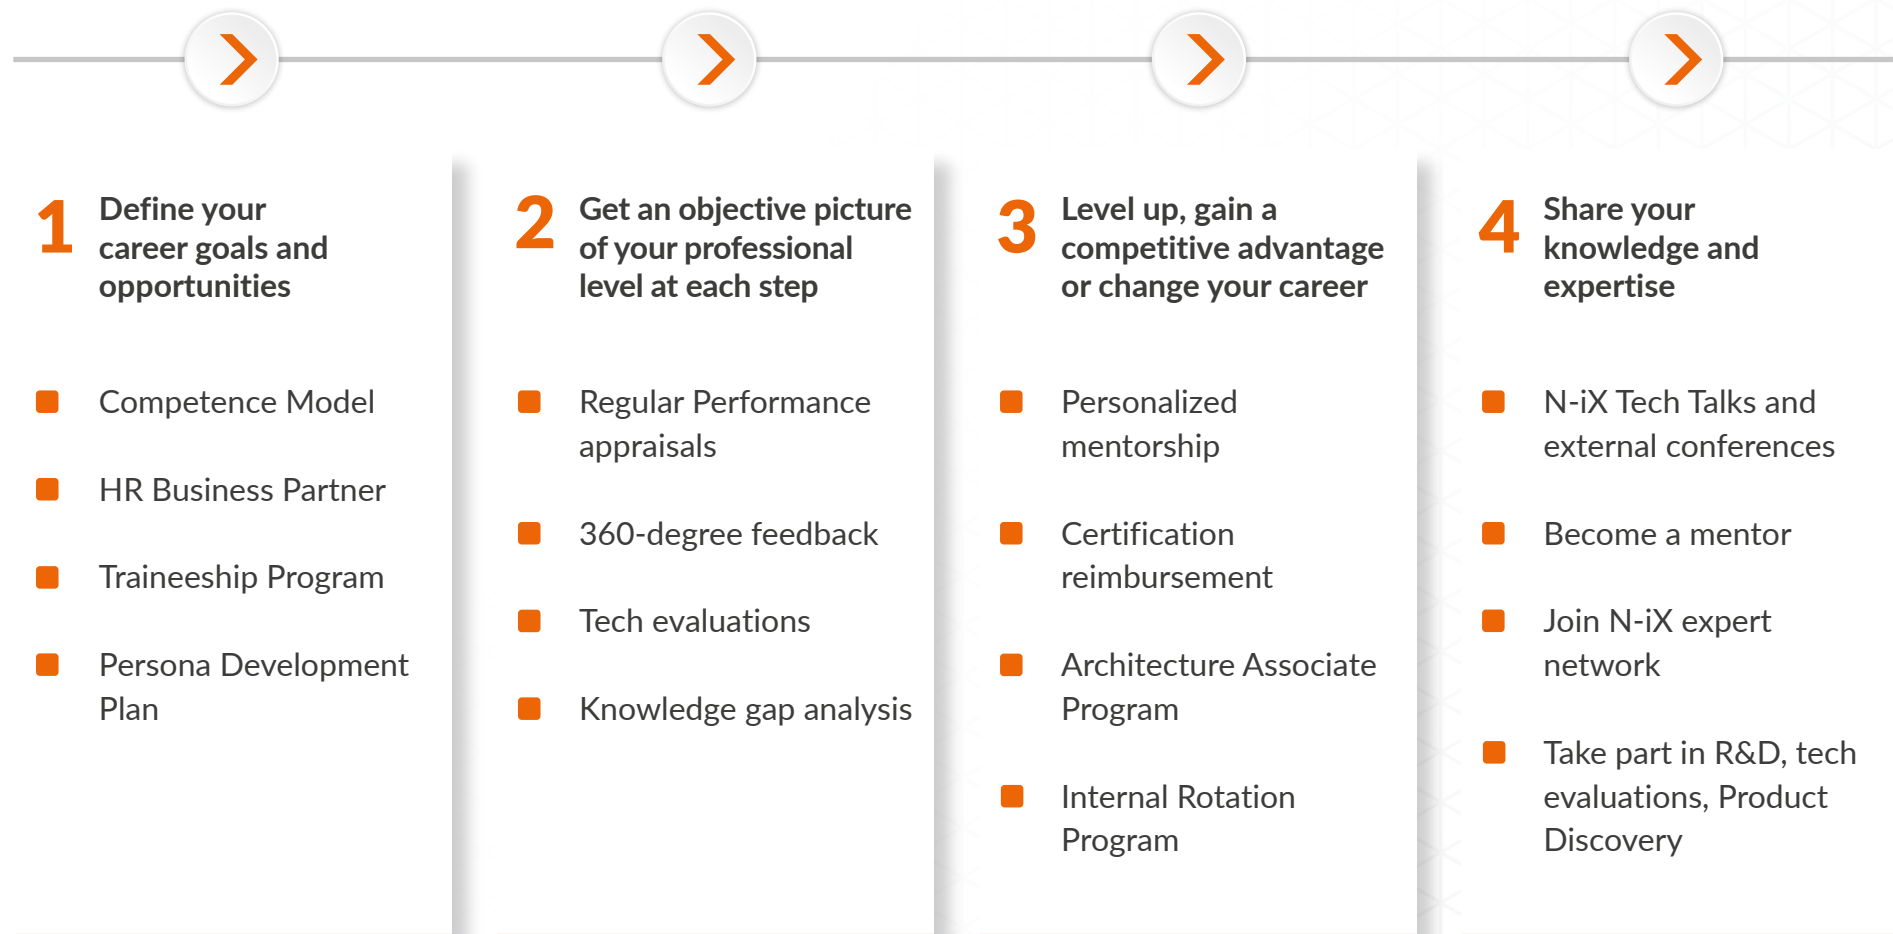 1
Define your
career goals and
opportunities
Competence Model
HR Business Partner
Traineeship Program
Persona Development
Plan
2
Get an objective picture
of your professional
level at each step
Regular Performance
appraisals
360-degree feedback
Tech evaluations
Knowledge gap analysis
3
Level up, gain a
competitive advantage
or change your career
Personalized
mentorship
Certification
reimbursement
Architecture Associate
Program
Internal Rotation
Program
4
Share your
knowledge and
expertise
N-iX Tech Talks and
external conferences
Become a mentor
Join N-iX expert
network
Take part in R&D, tech
evaluations, Product
Discovery